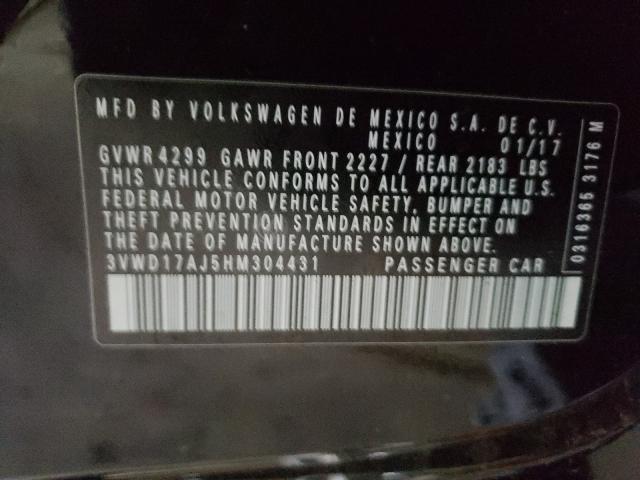 MFD BY VOLKSWAGEN DE MEXICO S.A. DE C.V.
MEXICO 01/17
GVWR 4299 GAWR FRONT 2227 / REAR 2183 LBS
THIS VEHICLE CONFORMS TO ALL APPLICABLE U.S.
FEDERAL MOTOR VEHICLE SAFETY, BUMPER AND
THEFT PREVENTION STANDARDS IN EFFECT ON
THE DATE OF MANUFACTURE SHOWN ABOVE.
3VWD17AJ5HM304431 PASSENGER CAR
0316365 3176 M